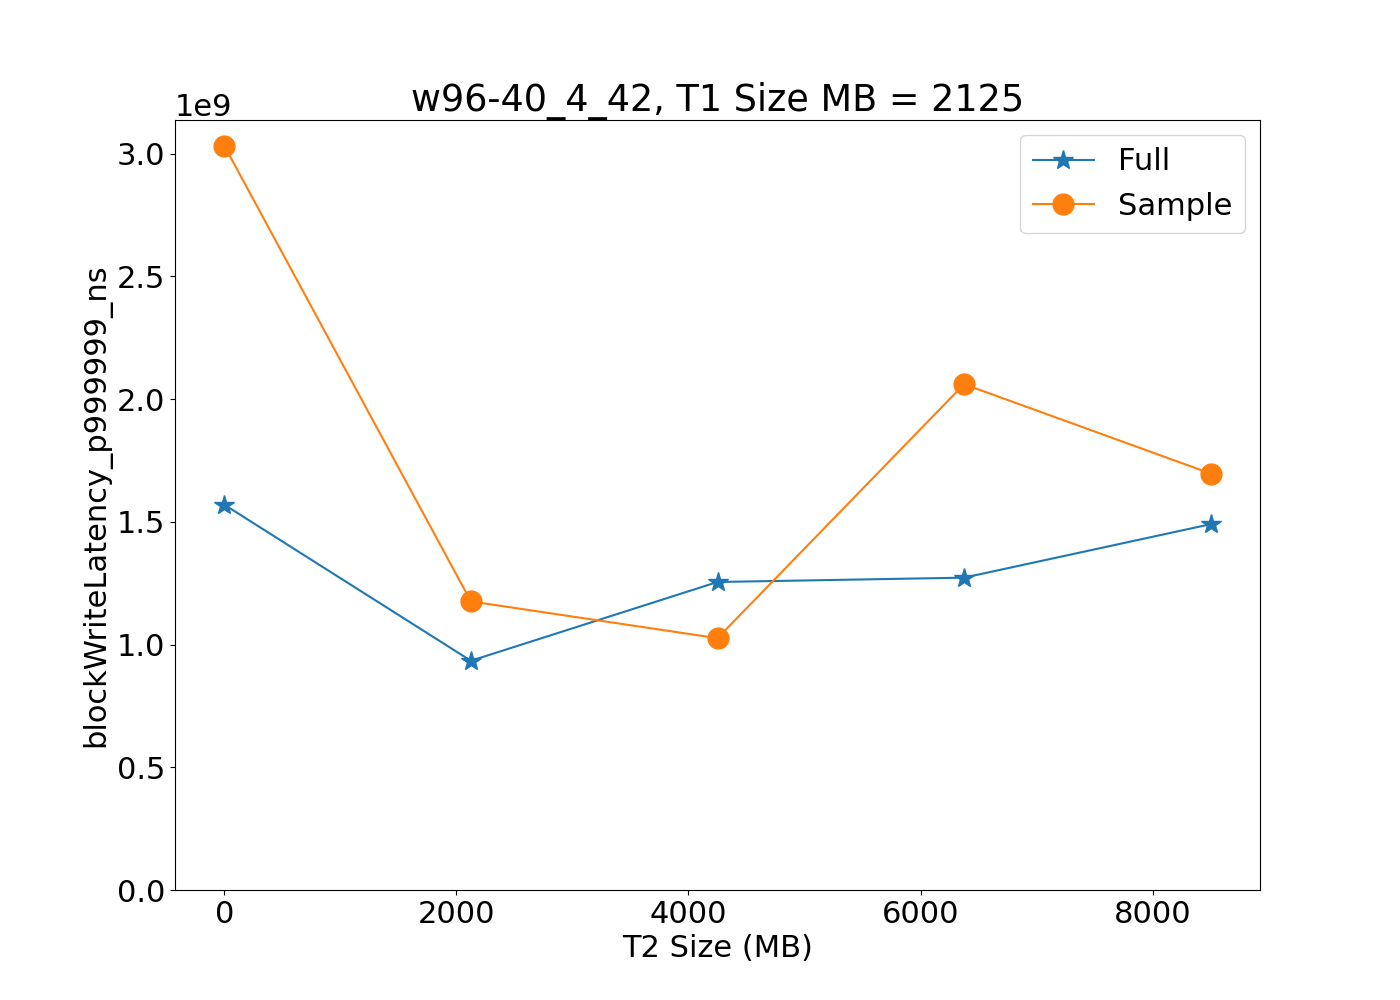 w96-40_4_42, T1 Size MB = 2125
1e9
Full
Sample
3.0
2.5
2.0
1.5
1.0
0.5
0.0
blockWriteLatency_p999999_ns
0 2000 4000 6000 8000
T2 Size (MB)